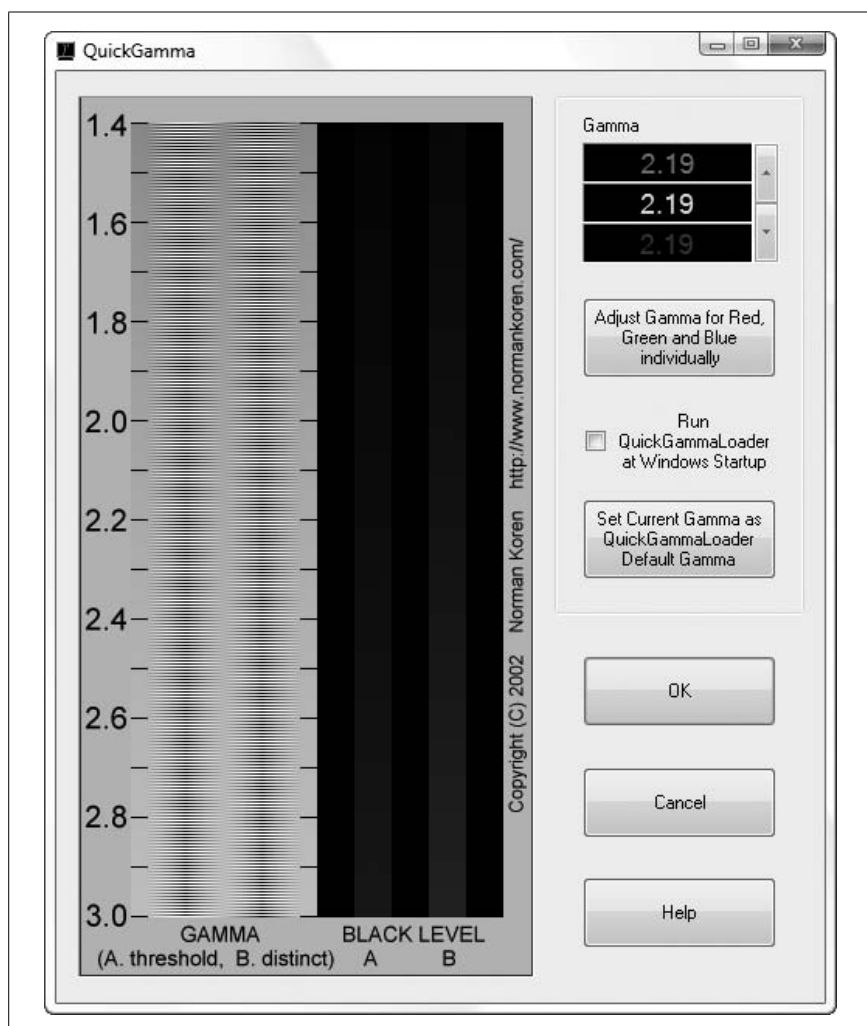 QuickGamma
1.4
1.6
1.8
2.0
2.2
2.4
2.6
2.8
3.0
GAMMA
(A. threshold, B. distinct)
BLACK LEVEL
A B
Copyright (C) 2002 Norman Koren http://www.normankoren.com/
Gamma
2.19
2.19
2.19
Adjust Gamma for Red,
Green and Blue
individually
Run
QuickGammaLoader
at Windows Startup
Set Current Gamma as
QuickGammaLoader
Default Gamma
OK
Cancel
Help